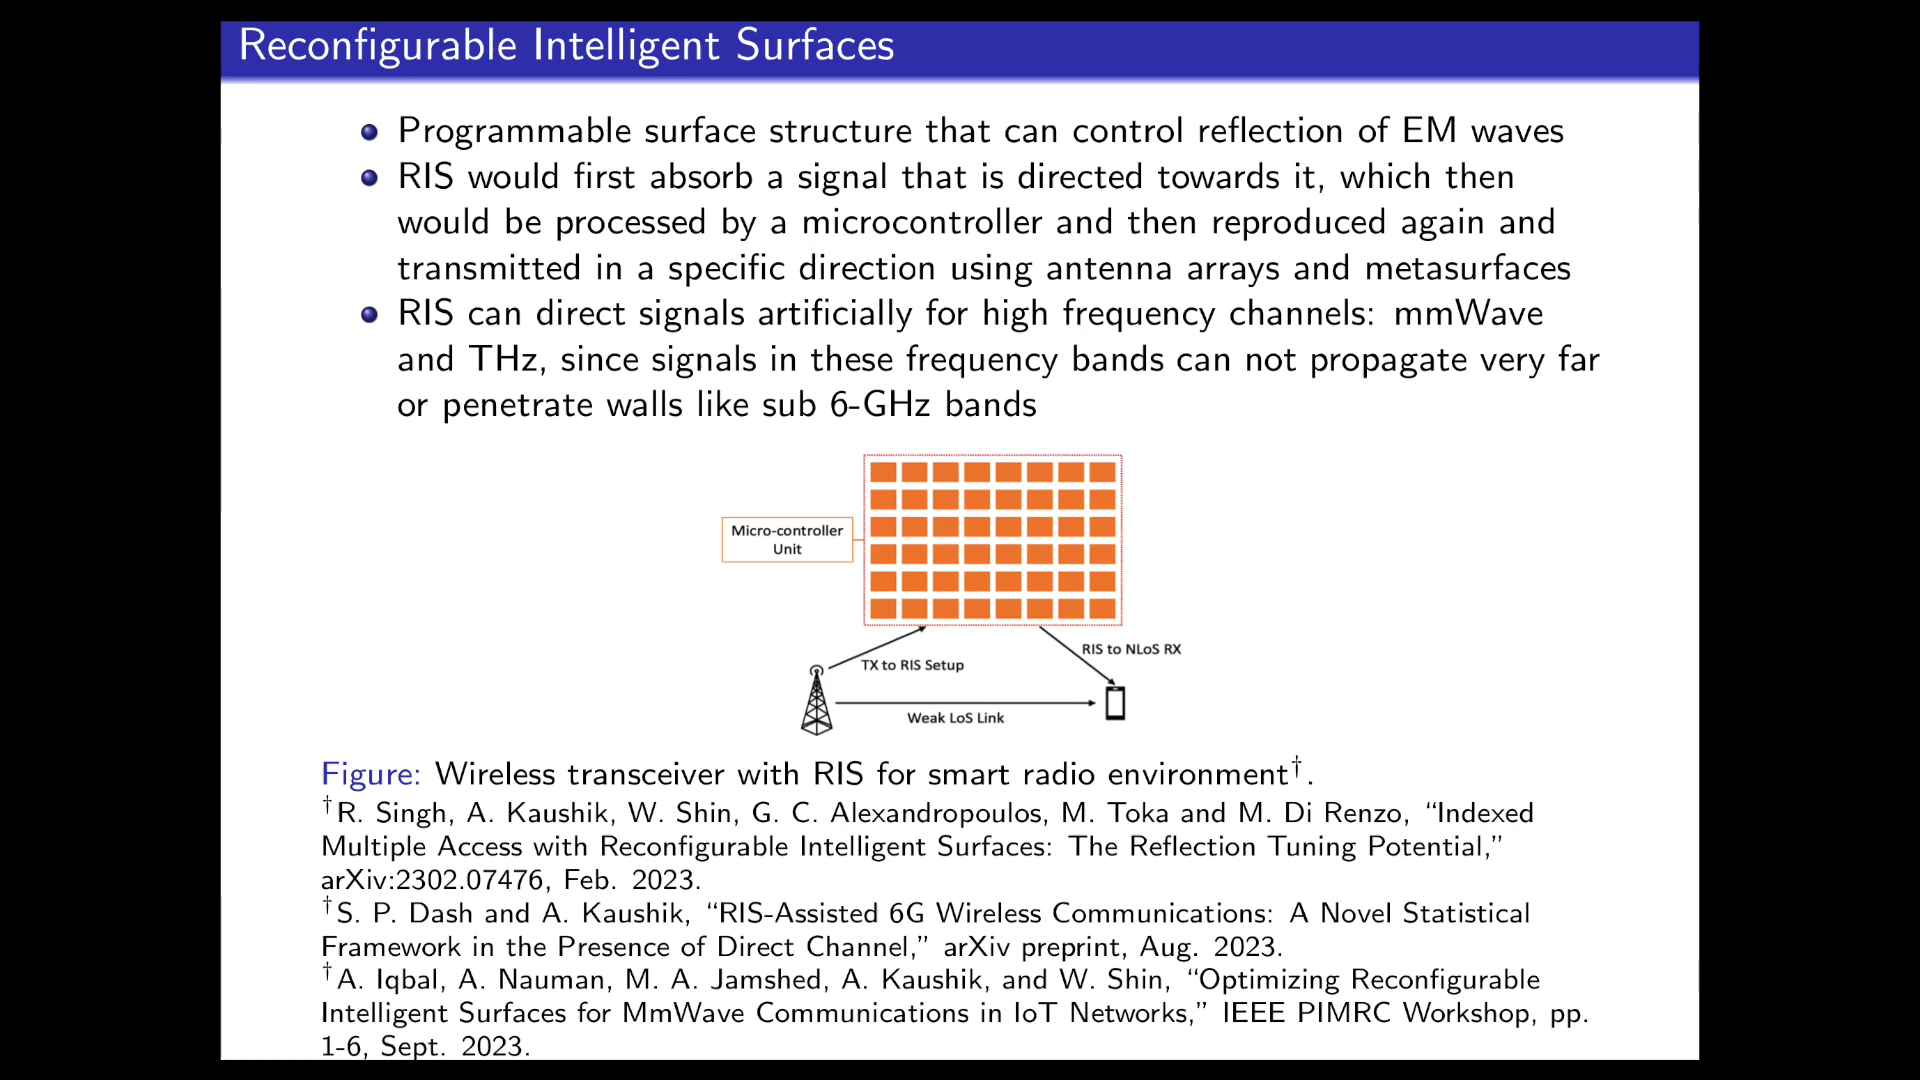 Reconfigurable Intelligent Surfaces
Programmable surface structure that can control reflection of EM waves
RIS would first absorb a signal that is directed towards it, which then
would be processed by a microcontroller and then reproduced again and
transmitted in a specific direction using antenna arrays and metasurfaces
RIS can direct signals artificially for high frequency channels: mmWave
and THz, since signals in these frequency bands can not propagate very far
or penetrate walls like sub 6-GHz bands
Micro-controller
Unit
RIS to NLoS RX
TX to RIS Setup
Weak LoS Link
Figure: Wireless transceiver with RIS for smart radio environment†.
†R. Singh, A. Kaushik, W. Shin, G. C. Alexandropoulos, M. Toka and M. Di Renzo, “Indexed
Multiple Access with Reconfigurable Intelligent Surfaces: The Reflection Tuning Potential,”
arXiv:2302.07476, Feb. 2023.
†S. P. Dash and A. Kaushik, “RIS-Assisted 6G Wireless Communications: A Novel Statistical
Framework in the Presence of Direct Channel,” arXiv preprint, Aug. 2023.
†A. Iqbal, A. Nauman, M. A. Jamshed, A. Kaushik, and W. Shin, “Optimizing Reconfigurable
Intelligent Surfaces for MmWave Communications in IoT Networks,” IEEE PIMRC Workshop, pp.
1-6, Sept. 2023.